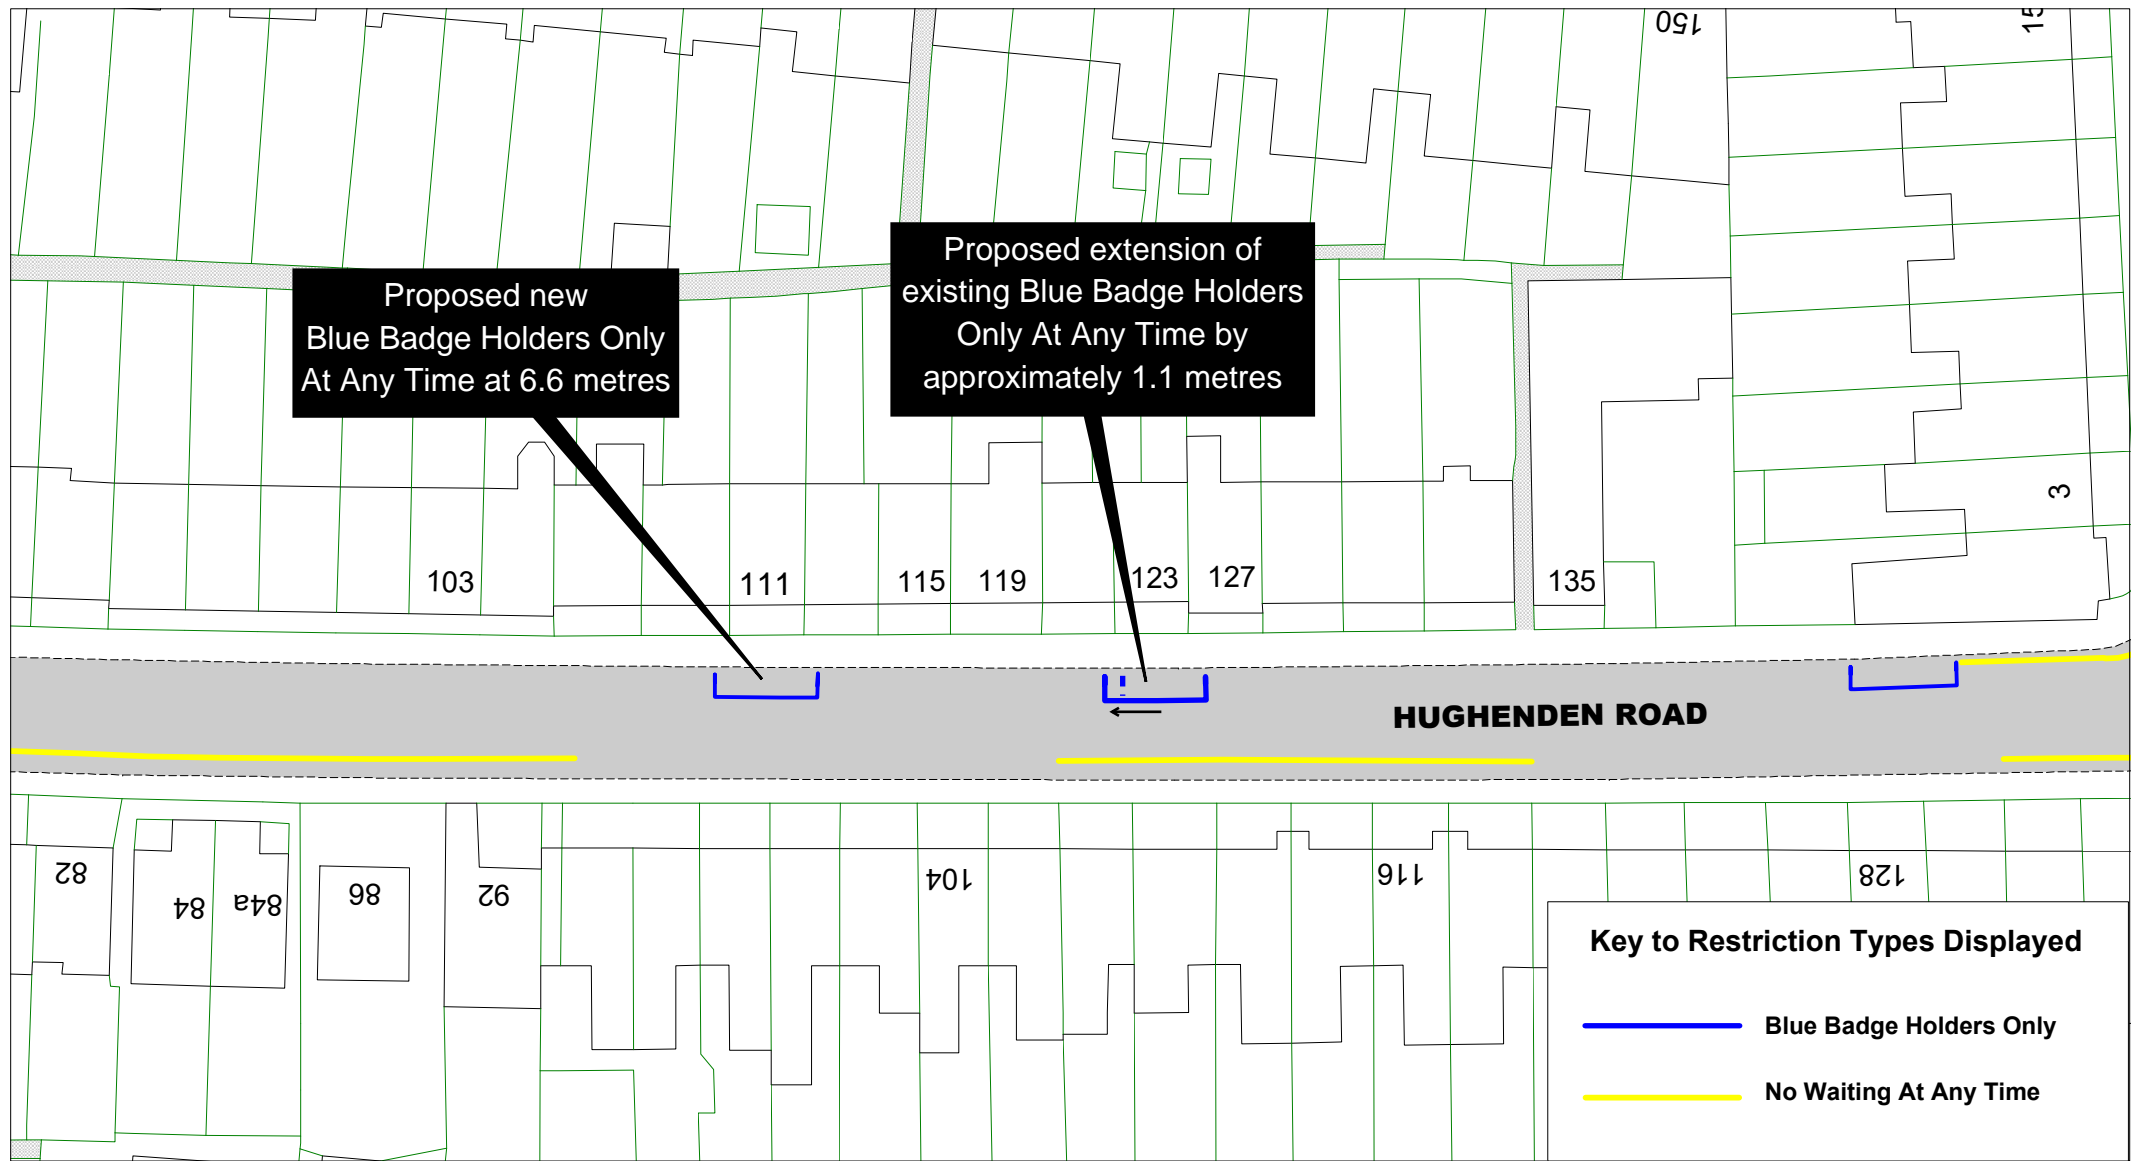 150
15
Proposed new
Blue Badge Holders Only
At Any Time at 6.6 metres
Proposed extension of
existing Blue Badge Holders
Only At Any Time by
approximately 1.1 metres
3
103
111
115
119
123
127
135
HUGHENDEN ROAD
82
84
84a
86
92
104
116
128
Key to Restriction Types Displayed
Blue Badge Holders Only
No Waiting At Any Time